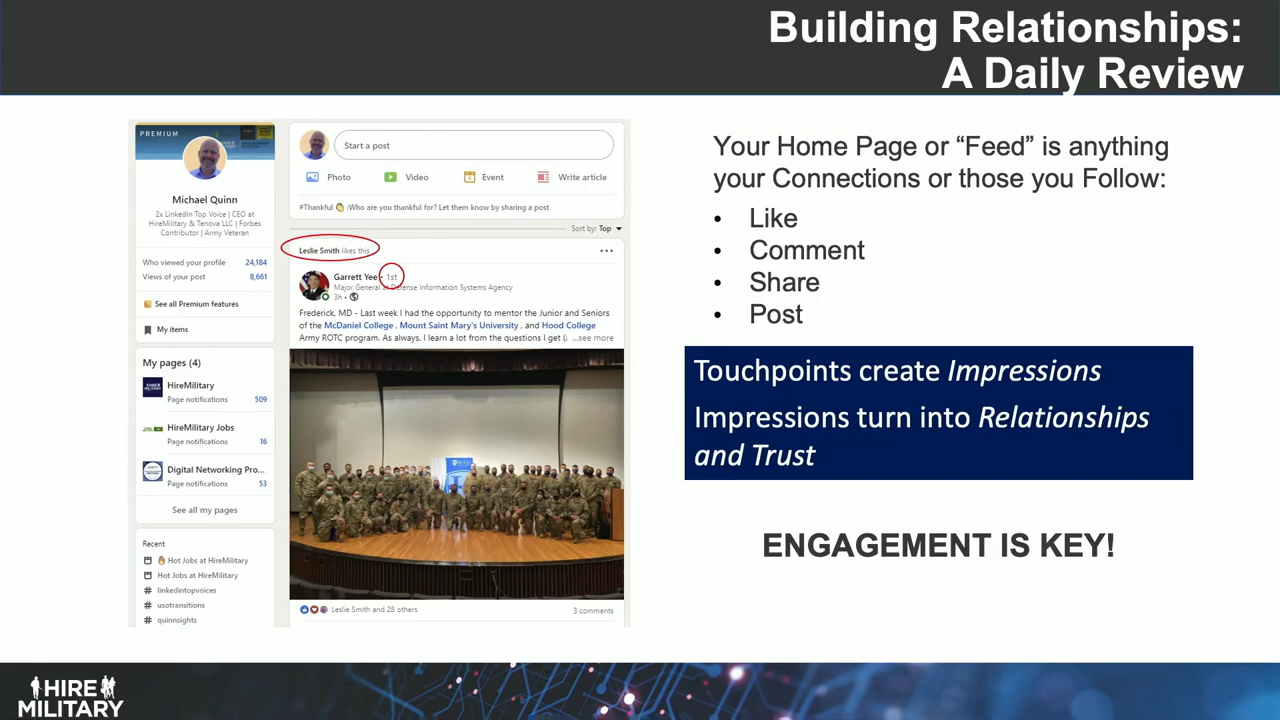 Building Relationships:
A Daily Review
PREMIUM
Michael Quinn
2x LinkedIn Top Voice | CEO at
HireMilitary & Tenova LLC | Forbes
Contributor | Army Veteran
Who viewed your profile 24,184
Views of your post 8,661
See all Premium features
My items
My pages (4)
HireMilitary
Page notifications 509
HireMilitary Jobs
Page notifications 16
Digital Networking Pro...
Page notifications 53
See all my pages
Recent
Hot Jobs at HireMilitary
Hot Jobs at HireMilitary
# linkedintopvoices
# usotransitions
# quinnsights
Start a post
Photo Video Event Write article
#Thankful Who are you thankful for? Let them know by sharing a post
Sort by: Top
Leslie Smith likes this
Garrett Yee • 1st
Major General at Defense Information Systems Agency
3h •
Frederick, MD - Last week I had the opportunity to mentor the Junior and Seniors
of the McDaniel College , Mount Saint Mary's University , and Hood College
Army ROTC program. As always, I learn a lot from the questions I get (a ...see more
Leslie Smith and 28 others 3 comments
Your Home Page or “Feed” is anything
your Connections or those you Follow:
• Like
• Comment
• Share
• Post
Touchpoints create Impressions
Impressions turn into Relationships
and Trust
ENGAGEMENT IS KEY!
HIRE
MILITARY